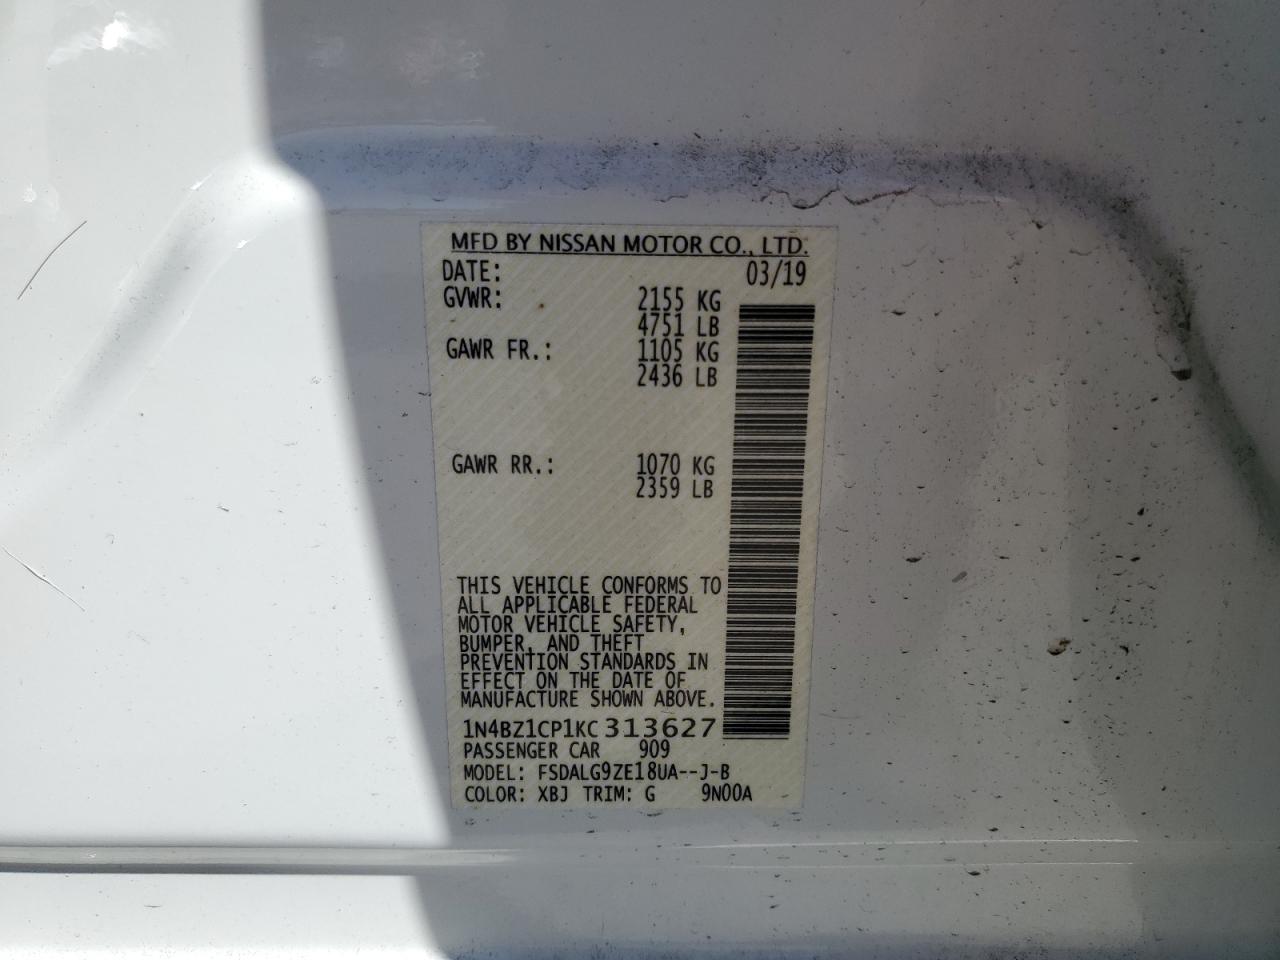 MFD BY NISSAN MOTOR CO., LTD.
DATE: 03/19
GVWR: 2155 KG
4751 LB
GAWR FR.: 1105 KG
2436 LB
GAWR RR.: 1070 KG
2359 LB
THIS VEHICLE CONFORMS TO
ALL APPLICABLE FEDERAL
MOTOR VEHICLE SAFETY,
BUMPER, AND THEFT
PREVENTION STANDARDS IN
EFFECT ON THE DATE OF
MANUFACTURE SHOWN ABOVE.
1N4BZ1CP1KC313627
PASSENGER CAR 909
MODEL: FSDALG9ZE18UA--J-B
COLOR: XBJ TRIM: G 9N00A